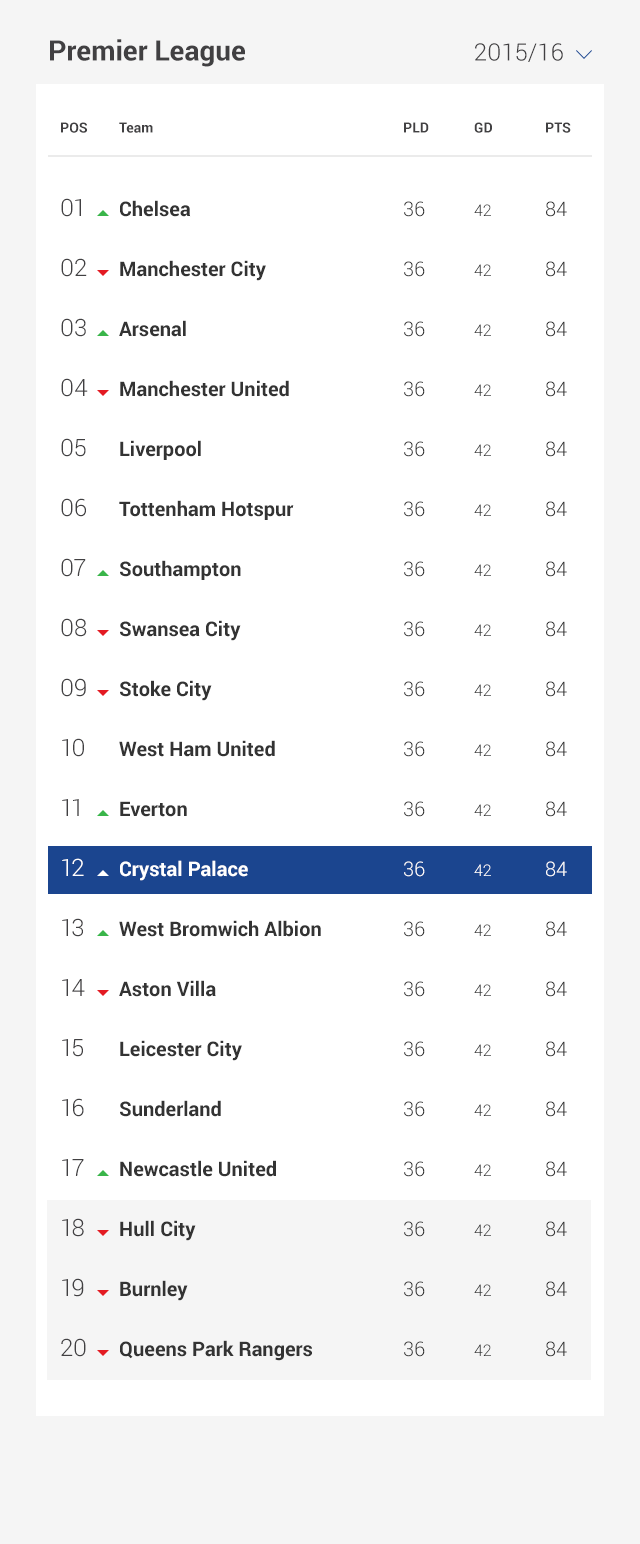 Premier League 2015/16
POS Team PLD GD PTS
01 Chelsea 36 42 84
02 Manchester City 36 42 84
03 Arsenal 36 42 84
04 Manchester United 36 42 84
05 Liverpool 36 42 84
06 Tottenham Hotspur 36 42 84
07 Southampton 36 42 84
08 Swansea City 36 42 84
09 Stoke City 36 42 84
10 West Ham United 36 42 84
11 Everton 36 42 84
12 Crystal Palace 36 42 84
13 West Bromwich Albion 36 42 84
14 Aston Villa 36 42 84
15 Leicester City 36 42 84
16 Sunderland 36 42 84
17 Newcastle United 36 42 84
18 Hull City 36 42 84
19 Burnley 36 42 84
20 Queens Park Rangers 36 42 84